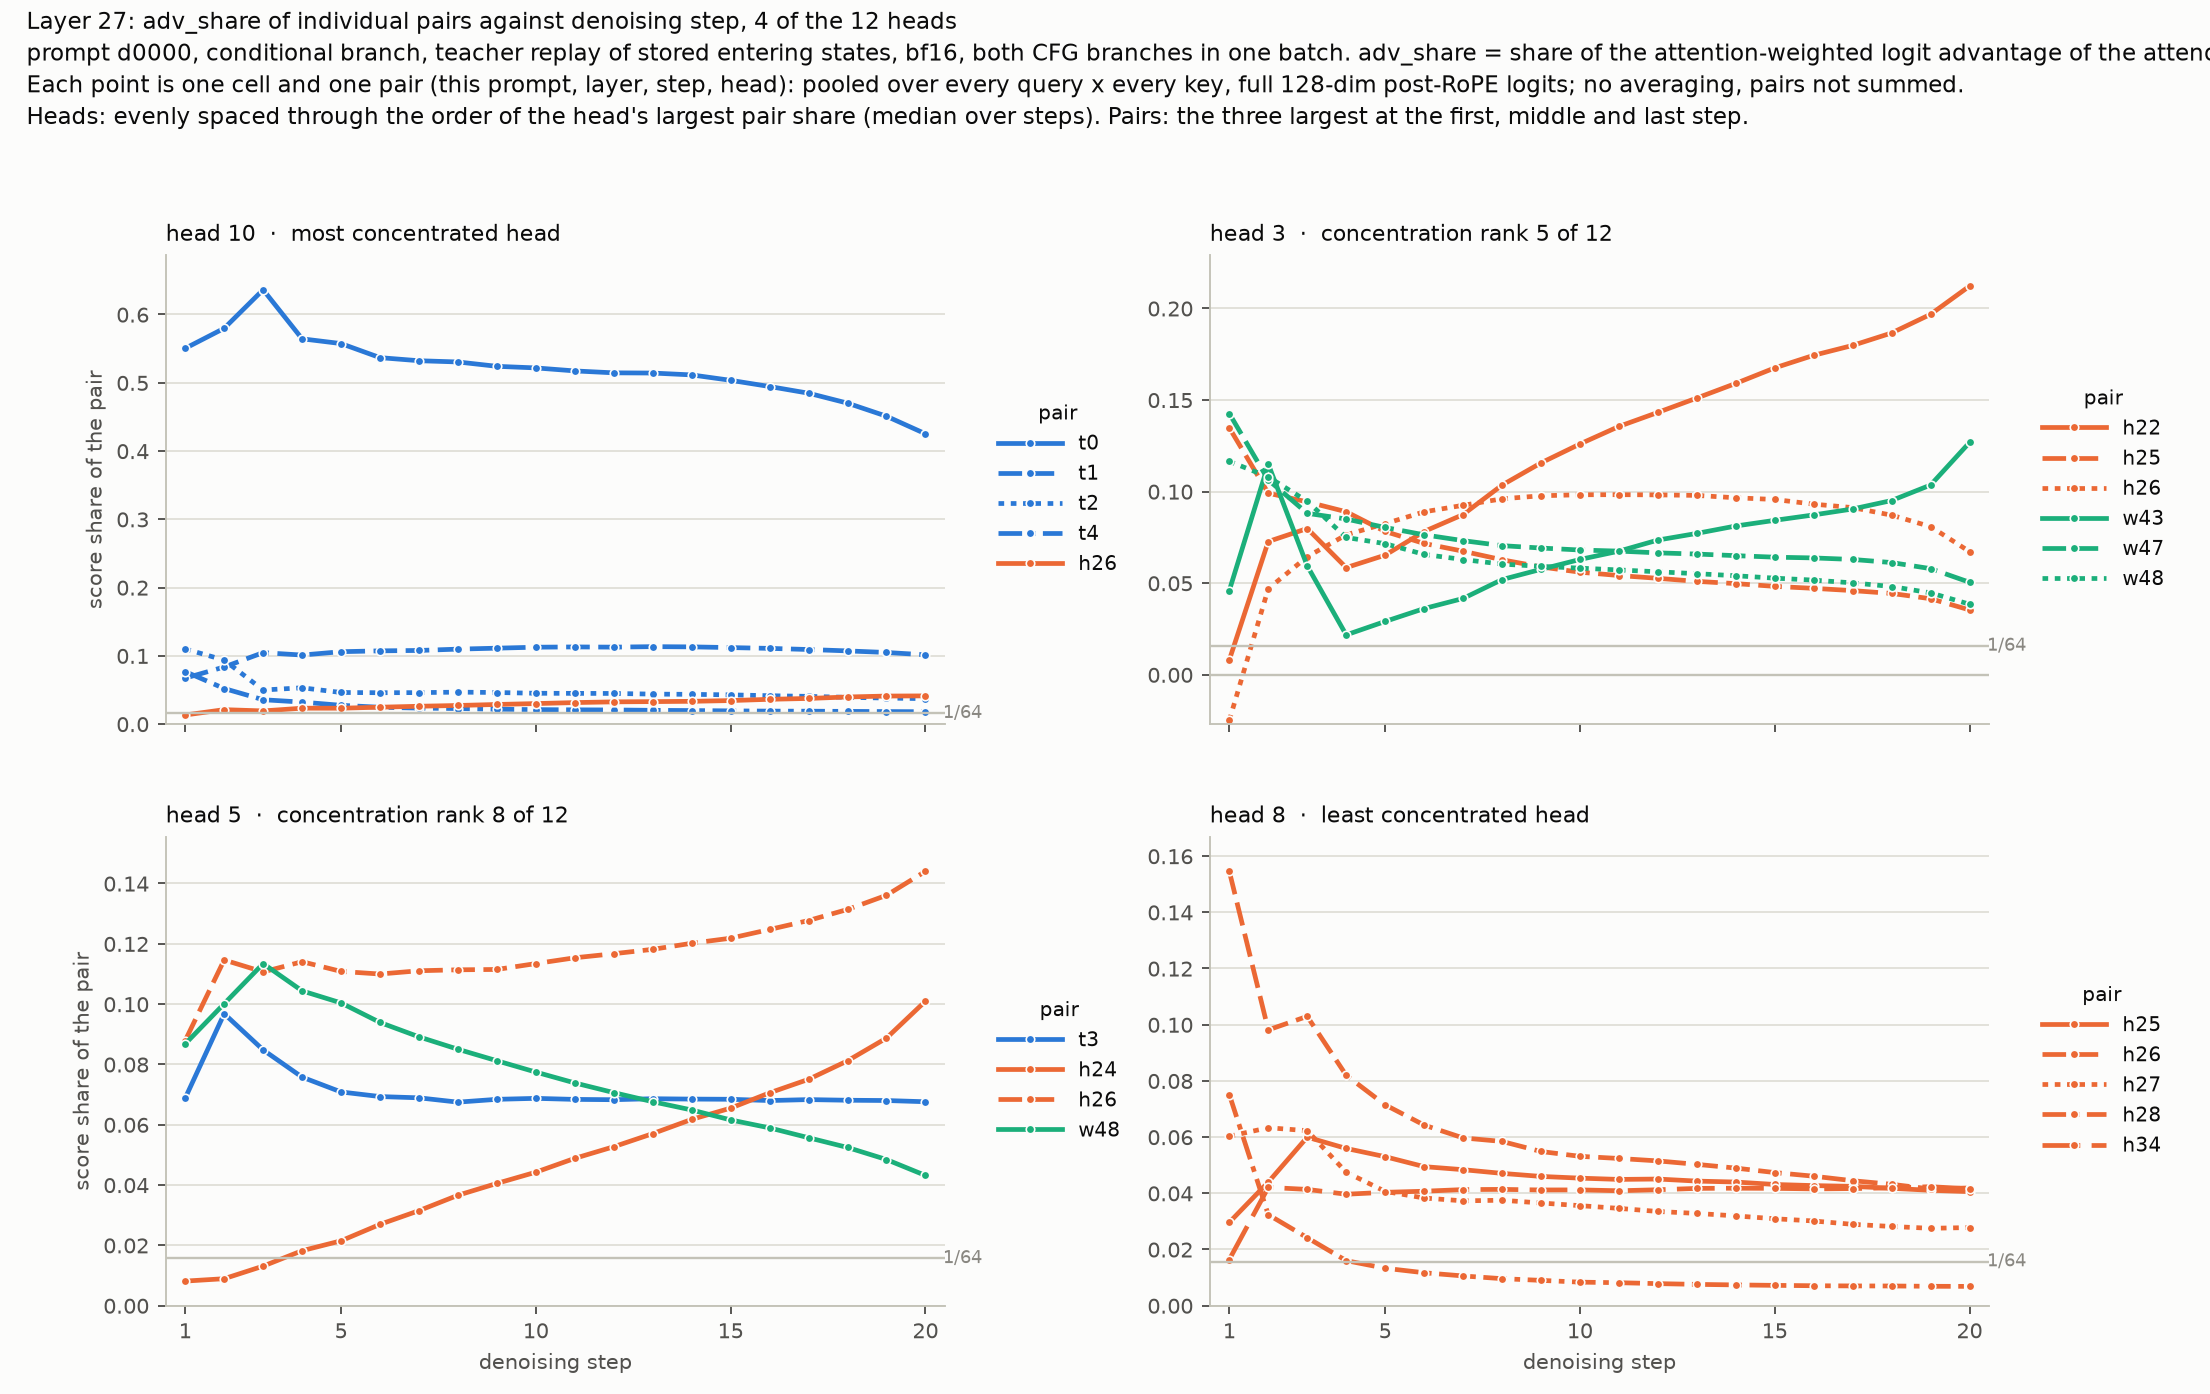 Layer 27: adv_share of individual pairs against denoising step, 4 of the 12 heads
prompt d0000, conditional branch, teacher replay of stored entering states, bf16, both CFG branches in one batch. adv_share = share of the attention-weighted logit advantage of the
Each point is one cell and one pair (this prompt, layer, step, head): pooled over every query x every key, full 128-dim post-RoPE logits; no averaging, pairs not summed.
Heads: evenly spaced through the order of the head's largest pair share (median over steps). Pairs: the three largest at the first, middle and last step.
head 10 · most concentrated head
score share of the pair
0.6
0.5
0.4
0.3
0.2
0.1
0.0
1/64
pair
t0
t1
t2
t4
h26
head 3 · concentration rank 5 of 12
0.20
0.15
0.10
0.05
0.00
1/64
pair
h22
h25
h26
w43
w47
w48
head 5 · concentration rank 8 of 12
score share of the pair
0.14
0.12
0.10
0.08
0.06
0.04
0.02
0.00
1/64
1
5
10
15
20
denoising step
pair
t3
h24
h26
w48
head 8 · least concentrated head
0.16
0.14
0.12
0.10
0.08
0.06
0.04
0.02
0.00
1/64
1
5
10
15
20
denoising step
pair
h25
h26
h27
h28
h34